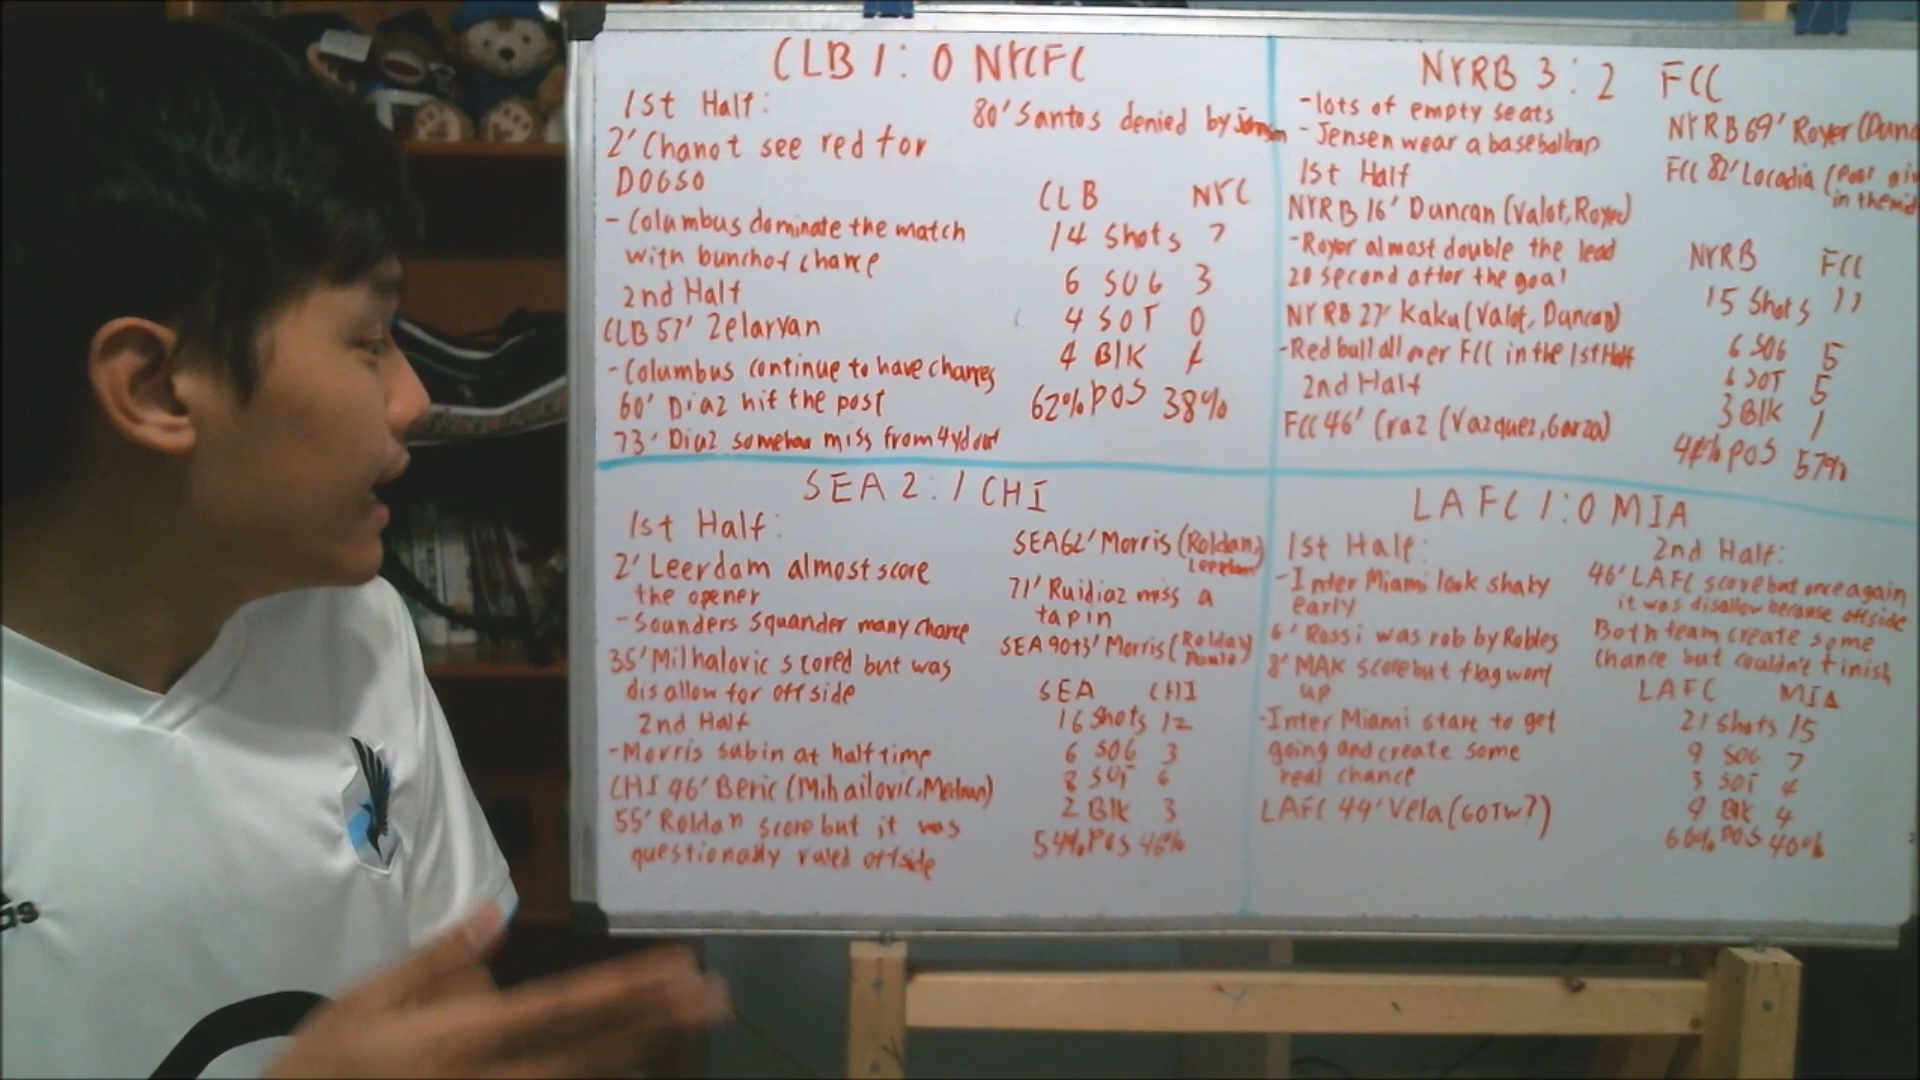 CLB 1:0 NYCFC
1st Half:
2' Chanot see red for
DOGSO
- Columbus dominate the match
with bunch of chance
2nd Half
CLB 57' Zelaryan
- Columbus continue to have chances
60' Diaz hit the post
73' Diaz somehow miss from 4yd out
80' Santos denied by
CLB NYC
14 Shots 7
6 SOG 3
4 SOT 0
4 Blk
62% POS 38%
NYRB 3:2 FCC
- lots of empty seats
- Jensen wear a baseball cap
1st Half
NYRB 16' Duncan (Valot, Royer)
- Royer almost double the lead
20 second after the goal
NYRB 27' Kaku (Valot, Duncan)
- Red bull all over FCC in the 1st Half
2nd Half
FCC 46' Cruz (Vazquez, Garza)
NYRB 69' Royer (Dunc
FCC 82' Locadia (
in the mid
NYRB FCC
15 Shots 11
6 SOG 5
6 SOT 5
3 Blk 1
POS 57%
SEA 2:1 CHI
1st Half:
2' Leerdam almost score
the opener
- Sounders squander many chance
35' Milhalovic scored but was
disallow for offside
2nd Half
- Morris sub in at half time
CHI 46' Beric (Mihailovic, Medran)
55' Roldan score but it was
questionably ruled offside
SEA 62' Morris (Roldan,
Leerdam)
71' Ruidiaz miss a
tap in
SEA 90+3' Morris (Roldan,
Paulo)
SEA CHI
16 Shots 12
6 SOG 3
8 SOT 6
2 Blk 3
54% POS 46%
LAFC 1:0 MIA
1st Half:
- Inter Miami look shaky
early
6' Rossi was rob by Robles
8' MAK score but flag went
up
- Inter Miami start to get
going and create some
real chance
LAFC 44' Vela (GOTW?)
2nd Half:
46' LAFC score but once again
it was disallow because offside
Both team create some
chance but couldn't finish
LAFC MIA
21 Shots 15
9 SOG 7
3 SOT 4
9 Blk 4
60% POS 40%
as